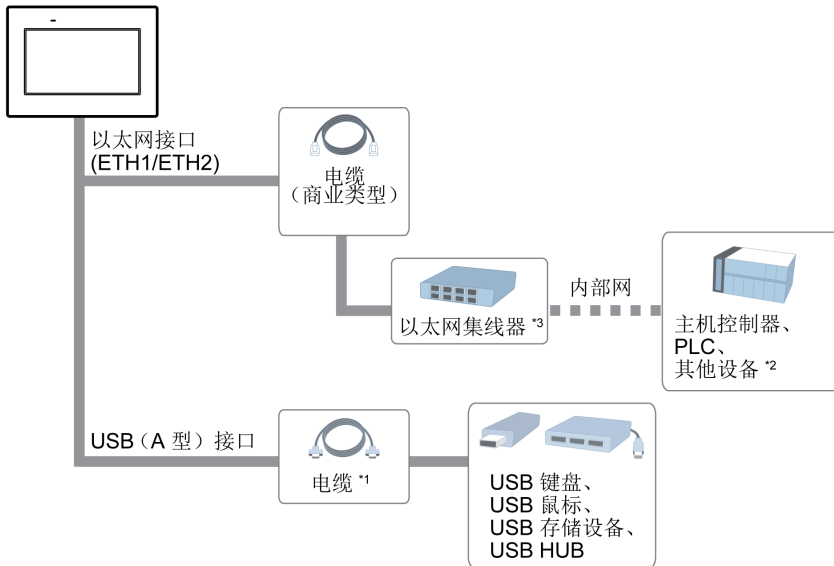 以太网接口
(ETH1/ETH2)
电缆
（商业类型）
以太网集线器 *3
内部网
主机控制器、
PLC、
其他设备 *2
USB（A 型）接口
电缆 *1
USB 键盘、
USB 鼠标、
USB 存储设备、
USB HUB